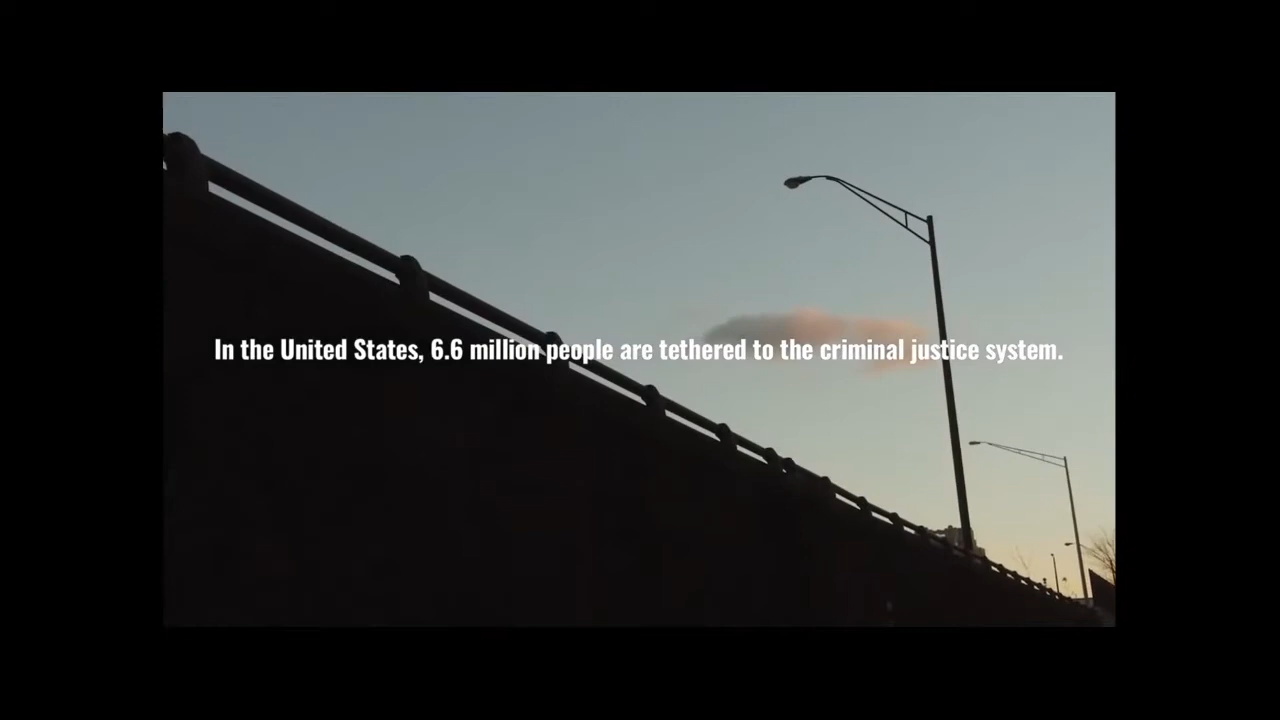 In the United States, 6.6 million people are tethered to the criminal justice system.